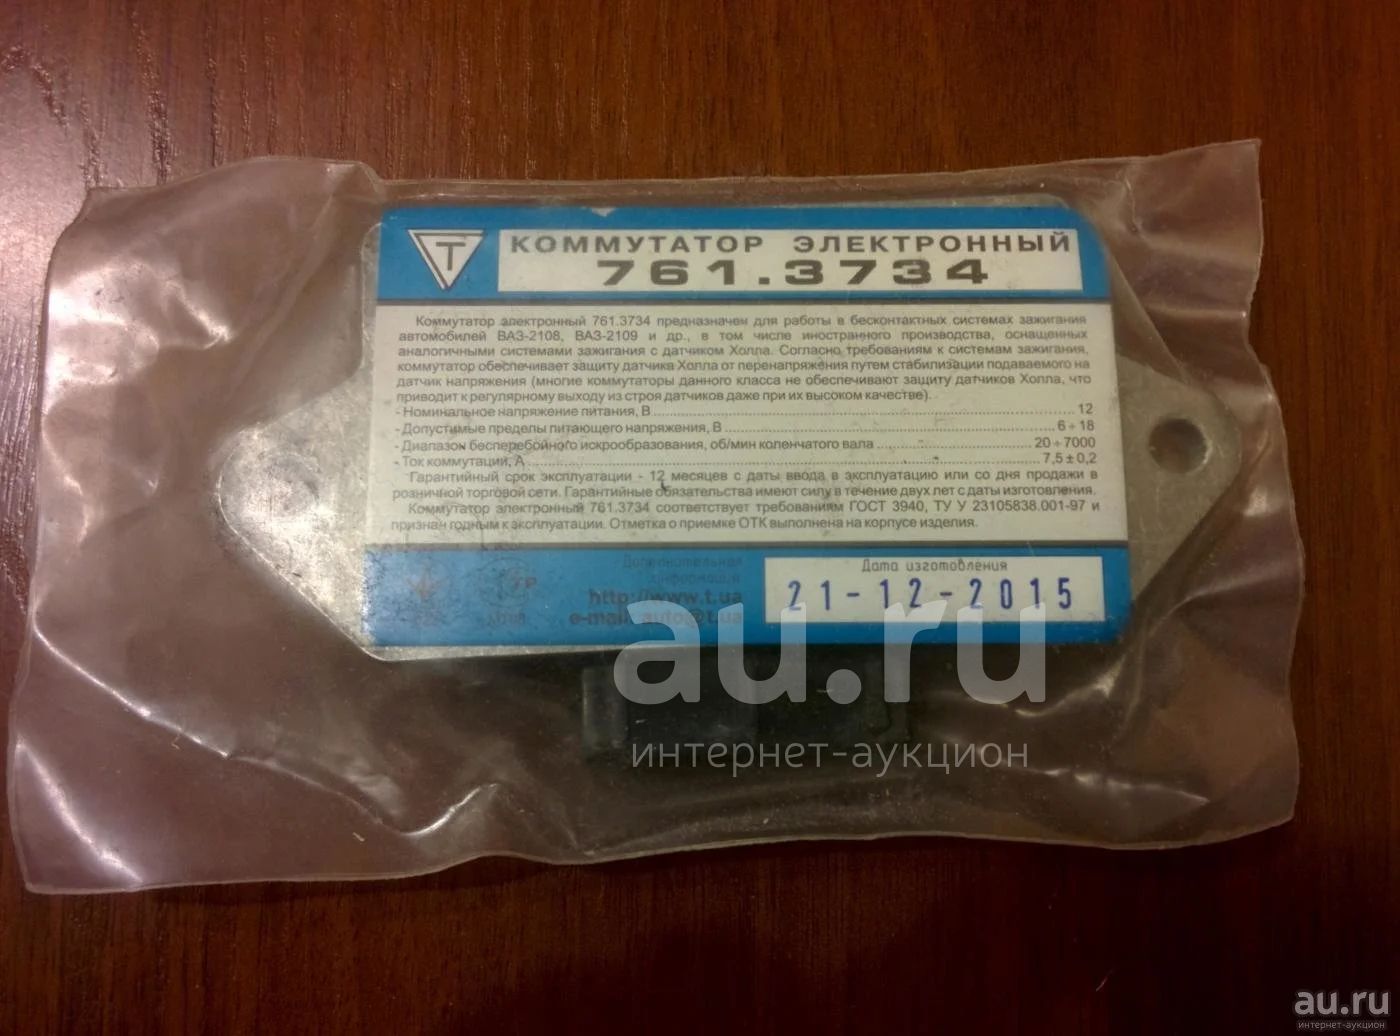 Т
КОММУТАТОР ЭЛЕКТРОННЫЙ
761.3734
Коммутатор электронный 761.3734 предназначен для работы в бесконтактных системах зажигания
автомобилей ВАЗ-2108, ВАЗ-2109 и др., в том числе иностранного производства, оснащенных
аналогичными системами зажигания с датчиком Холла. Согласно требованиям к системам зажигания,
коммутатор обеспечивает защиту датчика Холла от перенапряжения путем стабилизации подаваемого на
датчик напряжения (многие коммутаторы данного класса не обеспечивают защиту датчиков Холла, что
приводит к регулярному выходу из строя датчиков даже при их высоком качестве).
- Номинальное напряжение питания, В 12
- Допустимые пределы питающего напряжения, В 6÷18
- Диапазон бесперебойного искрообразования, об/мин коленчатого вала 20÷7000
- Ток коммутации, А 7,5±0,2
Гарантийный срок эксплуатации - 12 месяцев с даты ввода в эксплуатацию или со дня продажи в
розничной торговой сети. Гарантийные обязательства имеют силу в течение двух лет с даты изготовления.
Коммутатор электронный 761.3734 соответствует требованиям ГОСТ 3940, ТУ У 23105838.001-97 и
признан годным к эксплуатации. Отметка о приемке ОТК выполнена на корпусе изделия.
Дополнительная
информация
http://www.t.ua
e-mail: auto@t.ua
Дата изготовления
21-12-2015
au.ru
интернет-аукцион
au.ru
интернет-аукцион